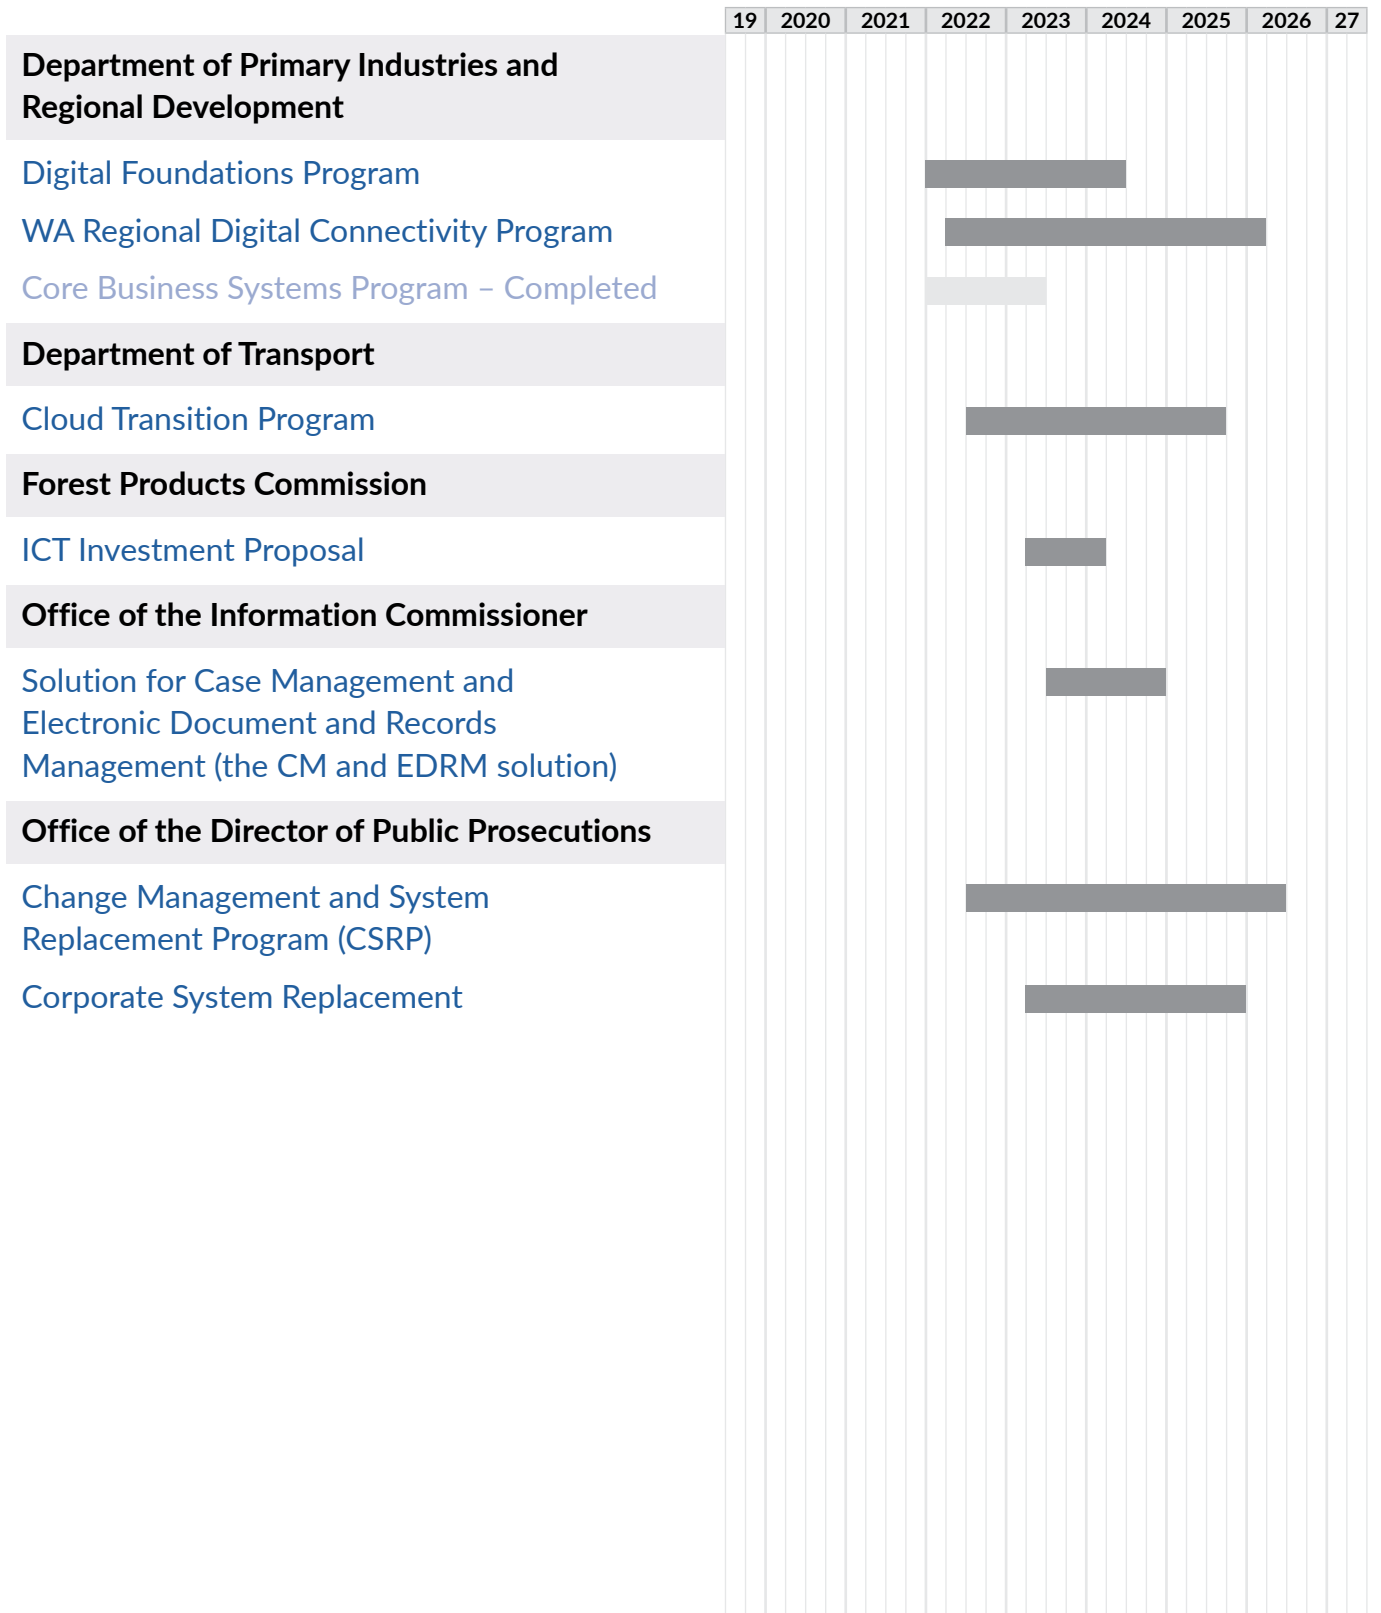 19 2020 2021 2022 2023 2024 2025 2026 27
Department of Primary Industries and
Regional Development
Digital Foundations Program
WA Regional Digital Connectivity Program
Core Business Systems Program – Completed
Department of Transport
Cloud Transition Program
Forest Products Commission
ICT Investment Proposal
Office of the Information Commissioner
Solution for Case Management and
Electronic Document and Records
Management (the CM and EDRM solution)
Office of the Director of Public Prosecutions
Change Management and System
Replacement Program (CSRP)
Corporate System Replacement